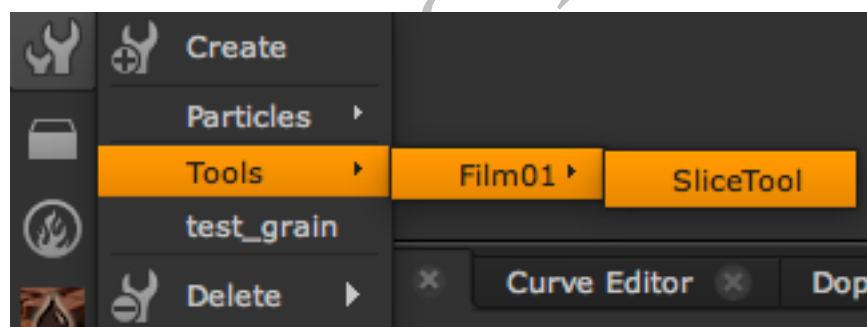 Create
Particles
Tools
Film01
SliceTool
test_grain
Delete
Curve Editor
Dop